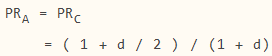 PRA = PRC
= ( 1 + d / 2 ) / (1 + d)